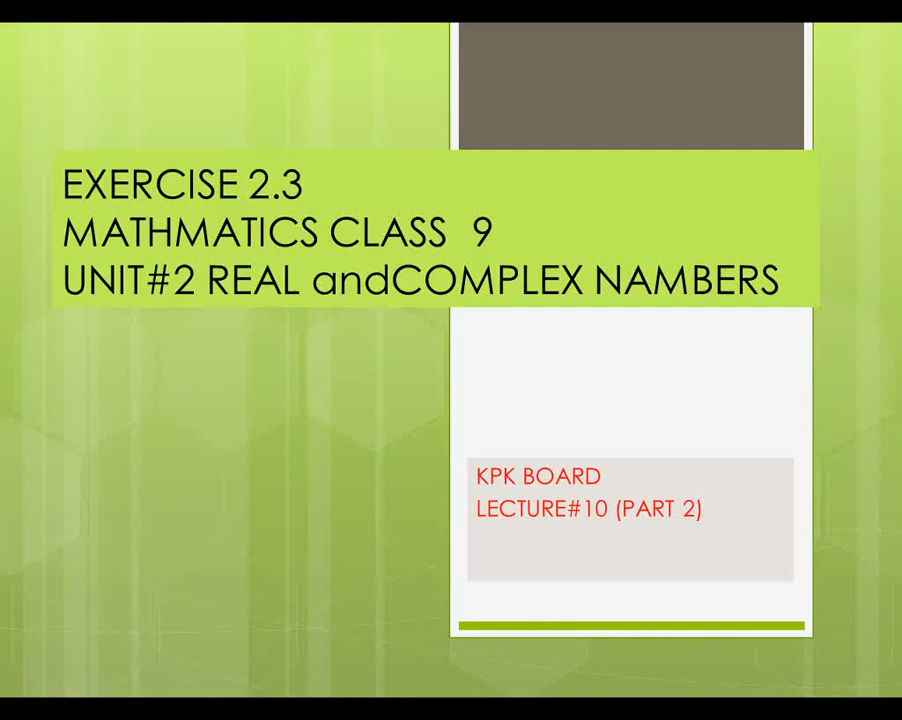 EXERCISE 2.3
MATHMATICS CLASS 9
UNIT#2 REAL andCOMPLEX NAMBERS
KPK BOARD
LECTURE#10 (PART 2)